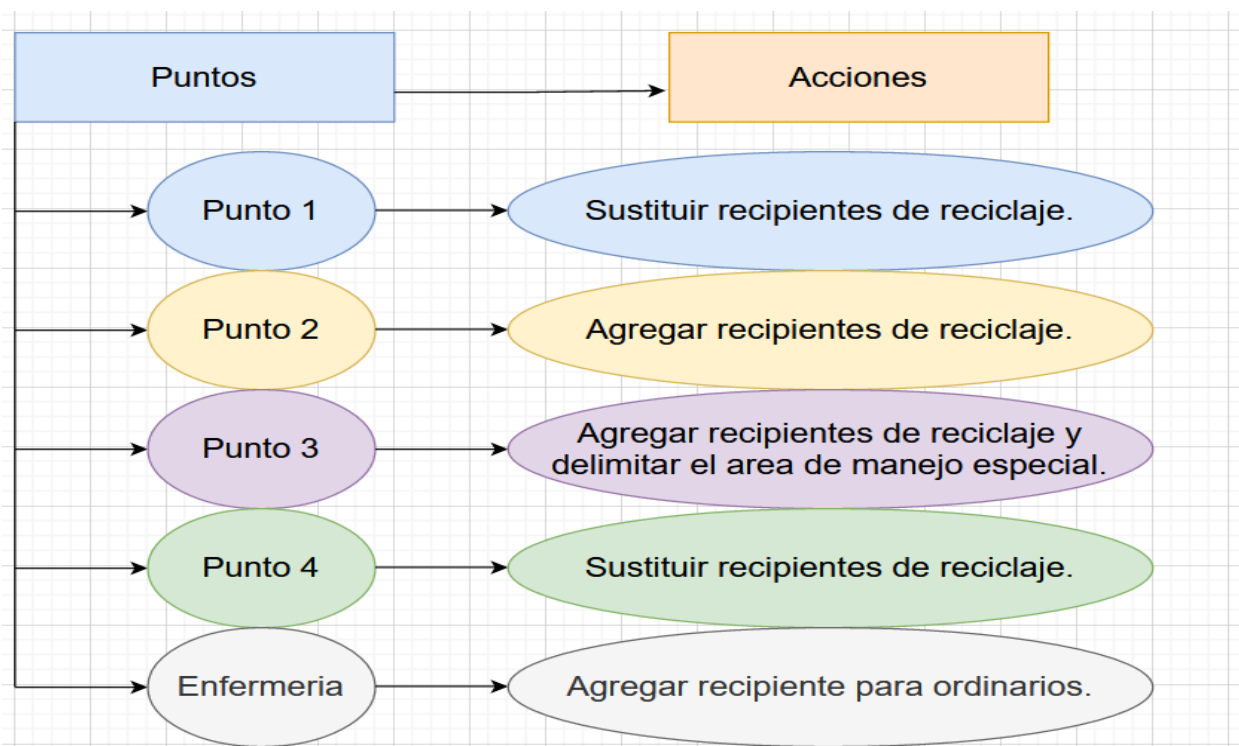 Puntos
Acciones
Punto 1
Sustituir recipientes de reciclaje.
Punto 2
Agregar recipientes de reciclaje.
Punto 3
Agregar recipientes de reciclaje y
delimitar el area de manejo especial.
Punto 4
Sustituir recipientes de reciclaje.
Enfermeria
Agregar recipiente para ordinarios.